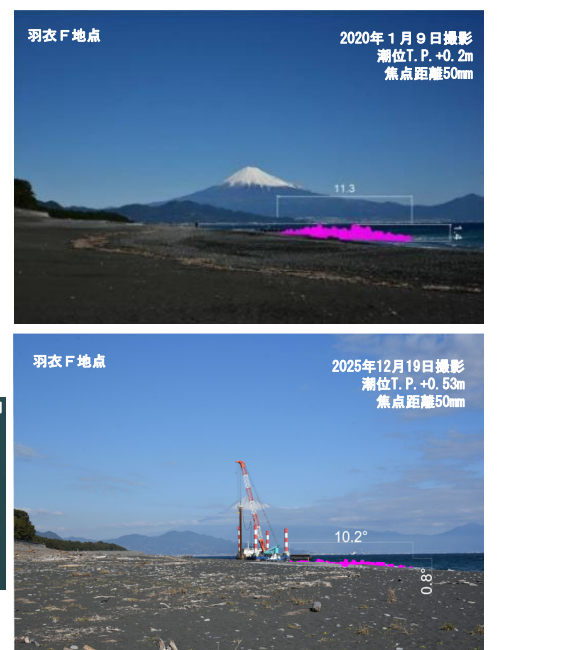 羽衣Ｆ地点
2020年１月９日撮影
潮位T.P.+0.2m
焦点距離50mm
11.3
1.4
羽衣Ｆ地点
2025年12月19日撮影
潮位T.P.+0.53m
焦点距離50mm
10.2°
0.8°